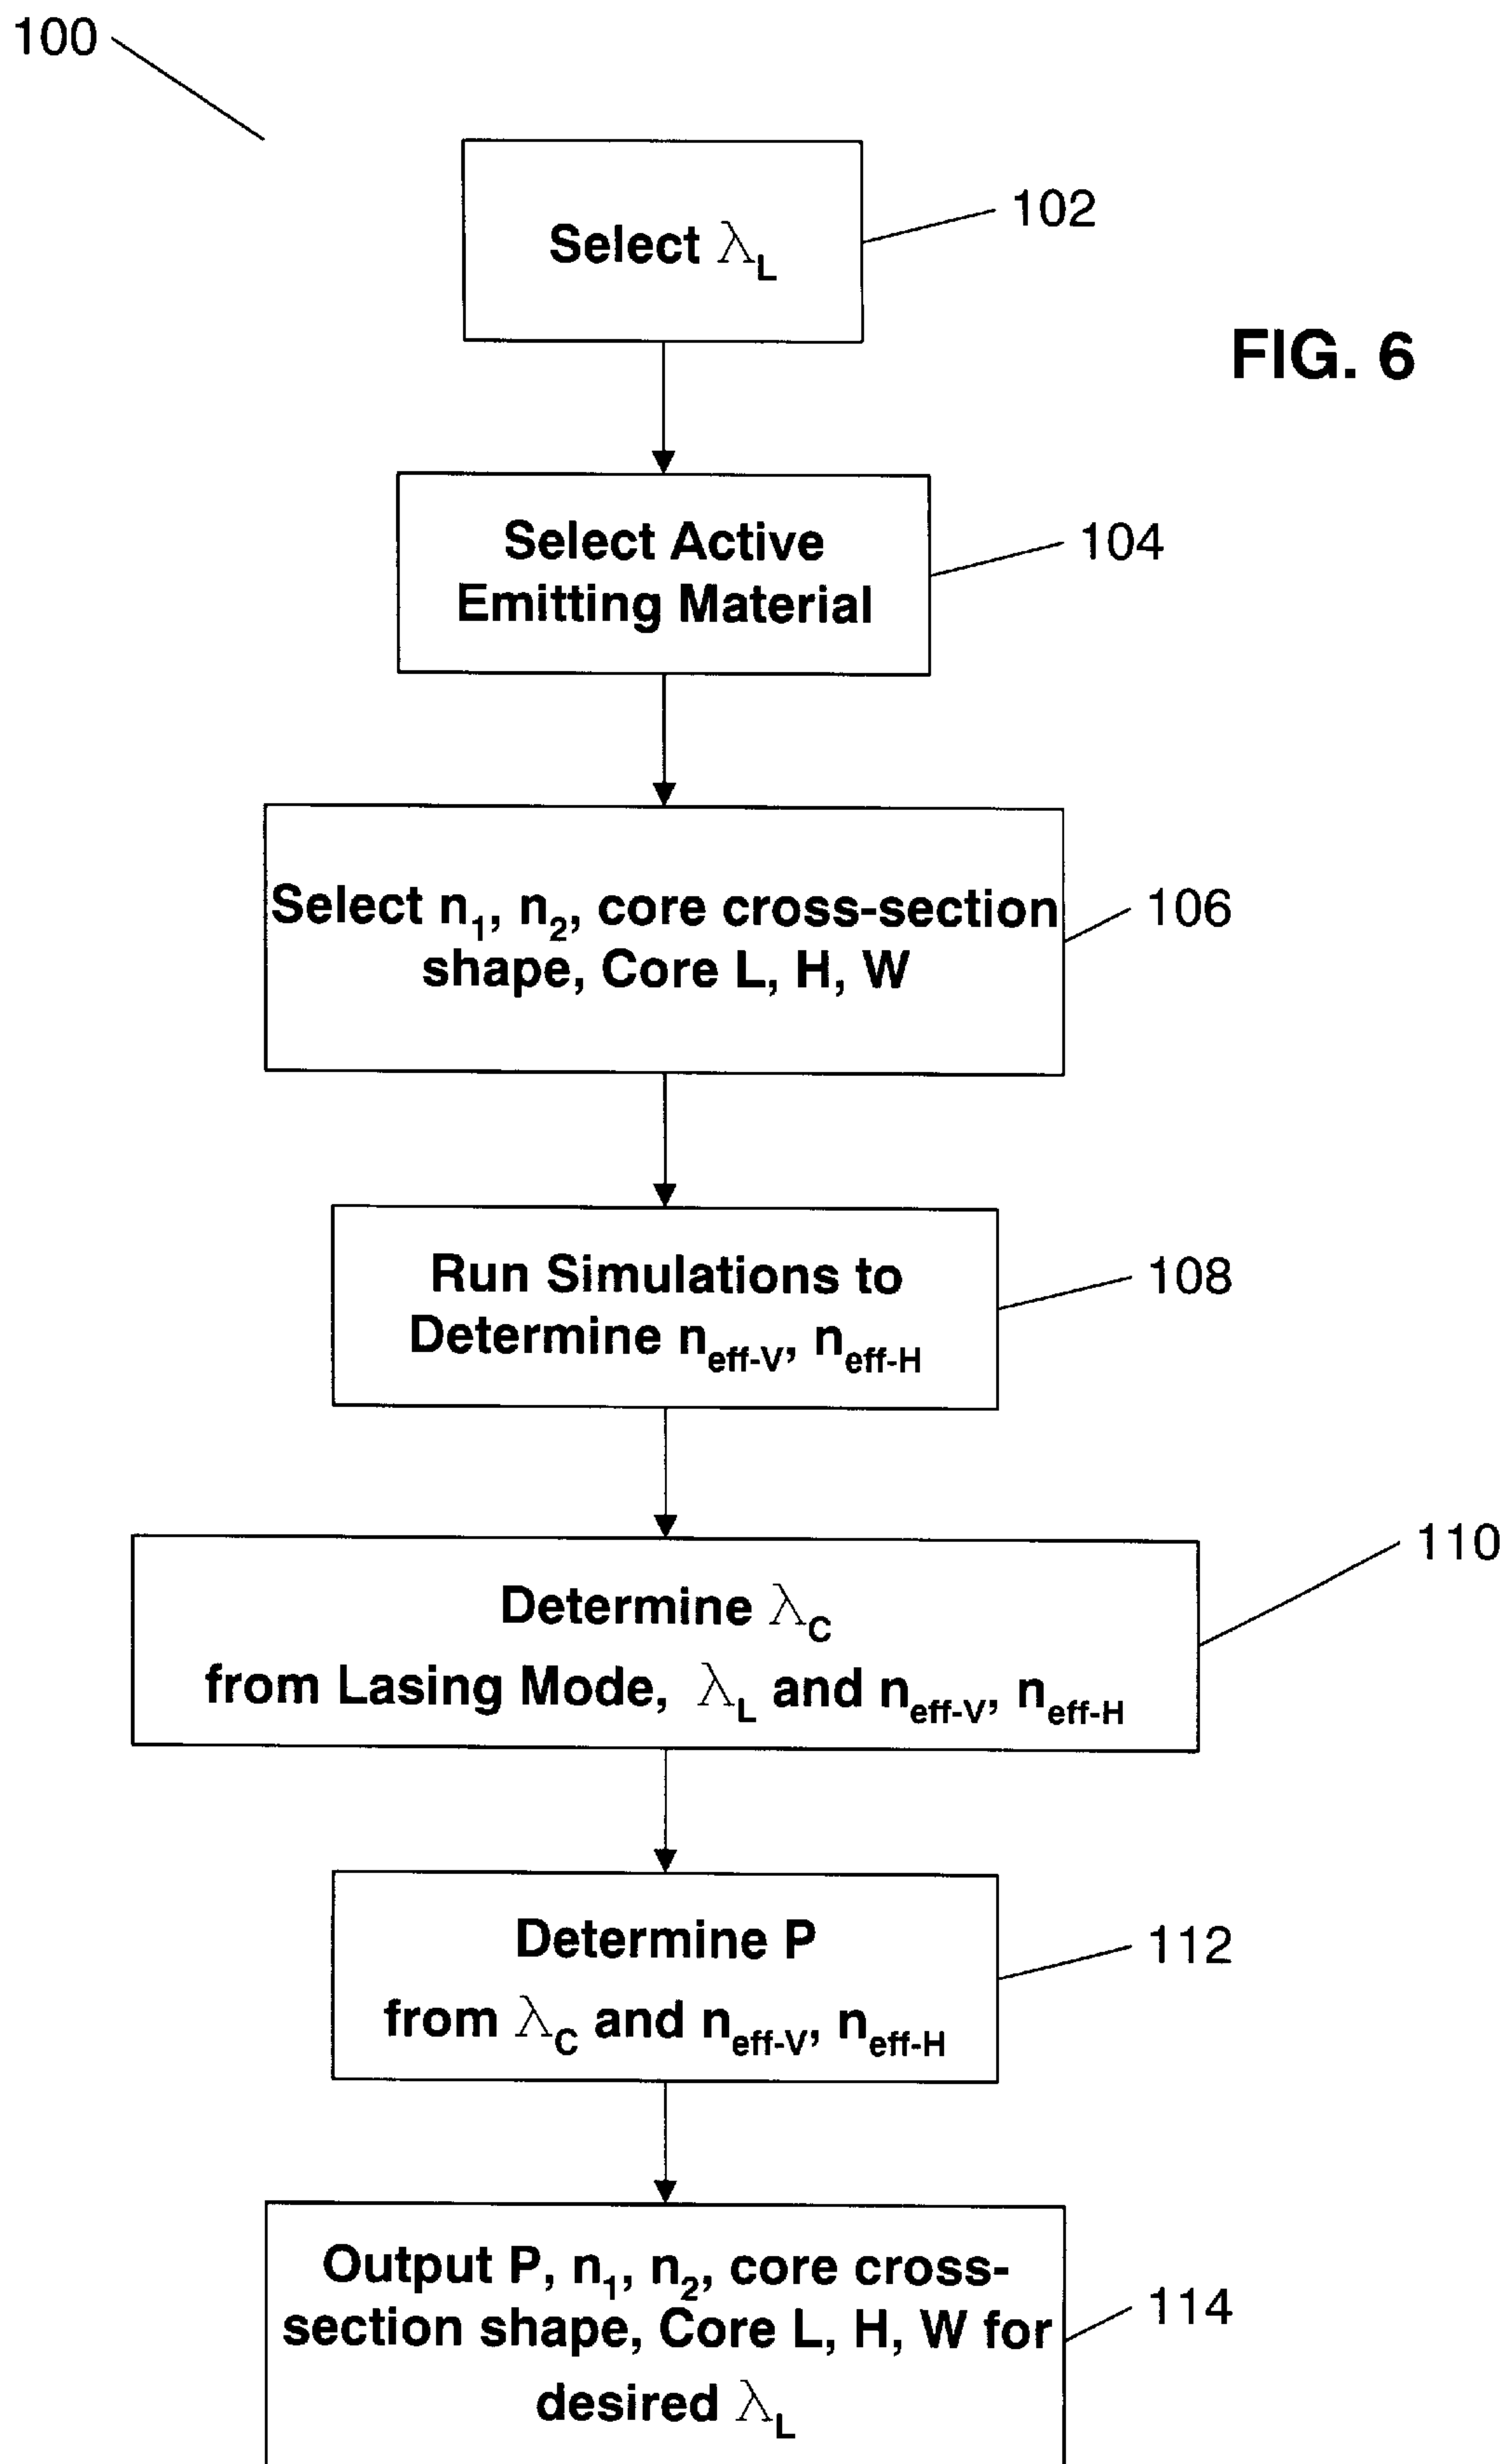 100
Select λL
102
FIG. 6
Select Active
Emitting Material
104
Select n1, n2, core cross-section
shape, Core L, H, W
106
Run Simulations to
Determine neff-V, neff-H
108
Determine λC
from Lasing Mode, λL and neff-V, neff-H
110
Determine P
from λC and neff-V, neff-H
112
Output P, n1, n2, core cross-
section shape, Core L, H, W for
desired λL
114